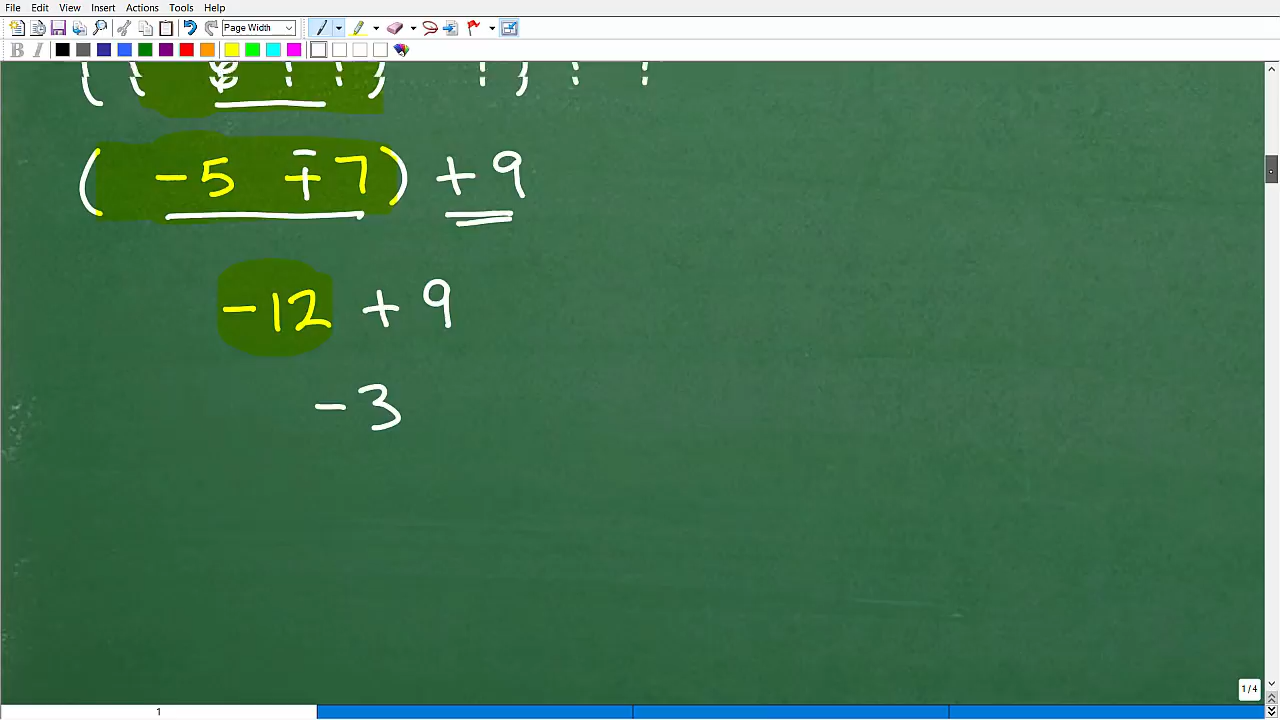 File Edit View Insert Actions Tools Help
Page Width
B I
( -5 + -7 ) + 9
-12 + 9
-3
1/4
1